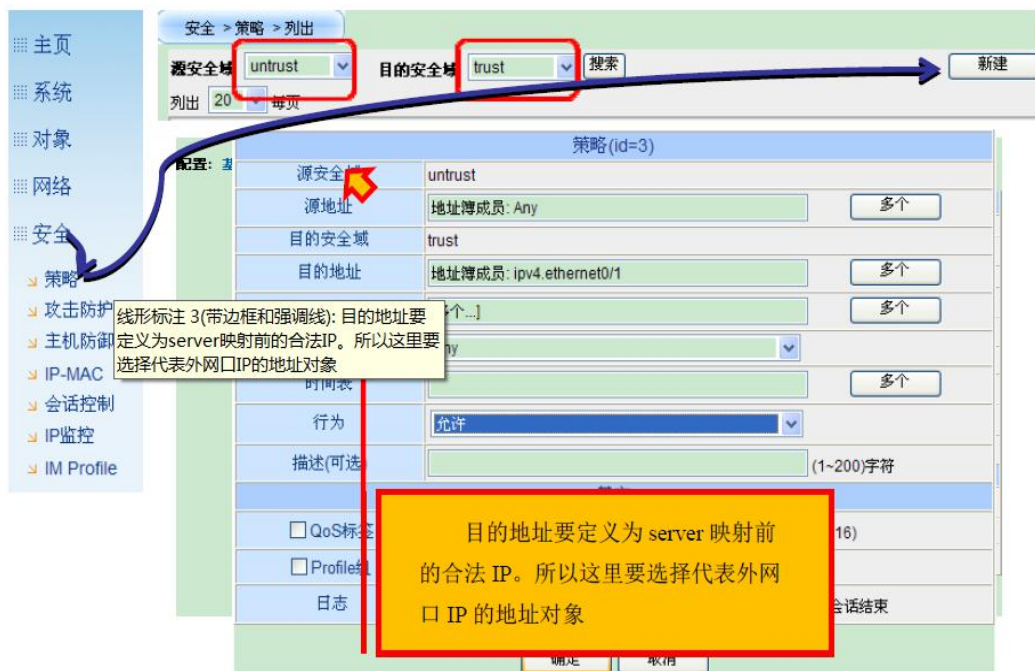 安全 > 策略 > 列出
主页
系统
对象
网络
安全
策略
攻击防护
主机防御
IP-MAC
会话控制
IP监控
IM Profile
源安全域 untrust 目的安全域 trust 搜索 新建
列出 20 每页
配置:
策略(id=3)
源安全域 untrust
源地址 地址簿成员: Any 多个
目的安全域 trust
目的地址 地址簿成员: ipv4.ethernet0/1 多个
个...] 多个
时间表 多个
行为 允许
描述(可选) (1~200)字符
QoS标签 16)
Profile组
日志 会话结束
确定 取消
线形标注 3(带边框和强调线): 目的地址要
定义为server映射前的合法IP。所以这里要
选择代表外网口IP的地址对象
目的地址要定义为 server 映射前
的合法 IP。所以这里要选择代表外网
口 IP 的地址对象